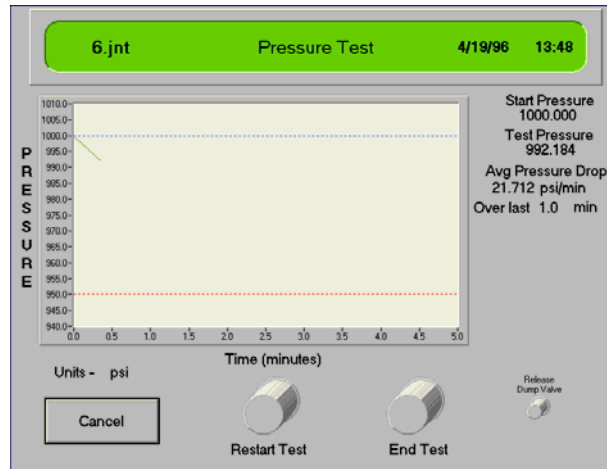 6.jnt Pressure Test 4/19/96 13:48
Start Pressure
1000.000
Test Pressure
992.184
Avg Pressure Drop
21.712 psi/min
Over last 1.0 min
PRESSURE
1010.0
1005.0
1000.0
995.0
990.0
985.0
980.0
975.0
970.0
965.0
960.0
955.0
950.0
945.0
940.0
0.0 0.5 1.0 1.5 2.0 2.5 3.0 3.5 4.0 4.5 5.0
Time (minutes)
Units - psi
Cancel
Restart Test
End Test
Release
Dump Valve